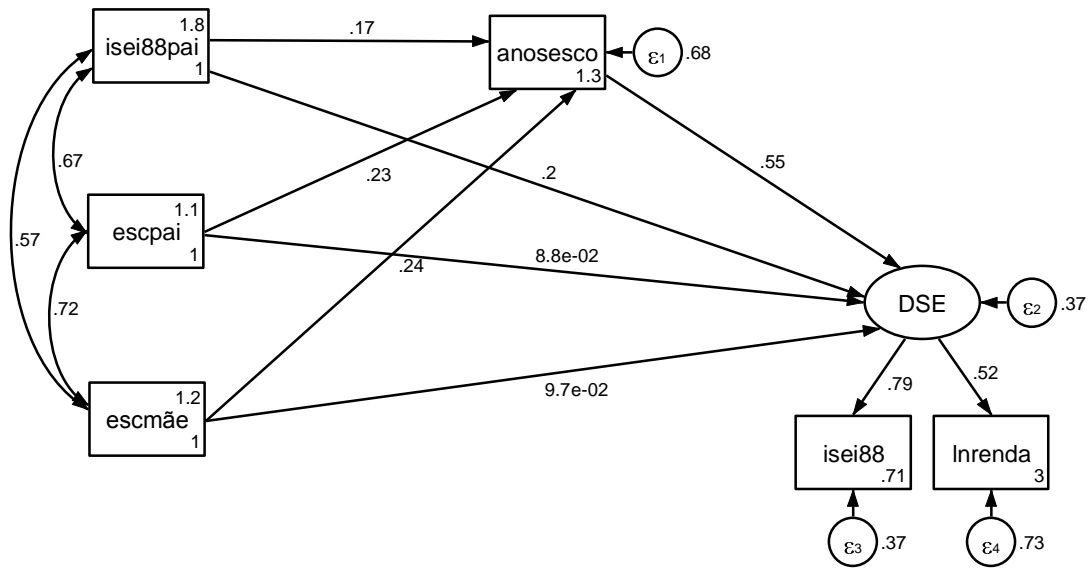 1.8
isei88pai
1
.17
anosesco
1.3
ε1
.68
.67
.23
.2
.55
1.1
escpai
1
.57
.24
8.8e-02
.72
DSE
ε2
.37
1.2
escmãe
1
9.7e-02
.79
.52
isei88
.71
lnrenda
3
ε3
.37
ε4
.73